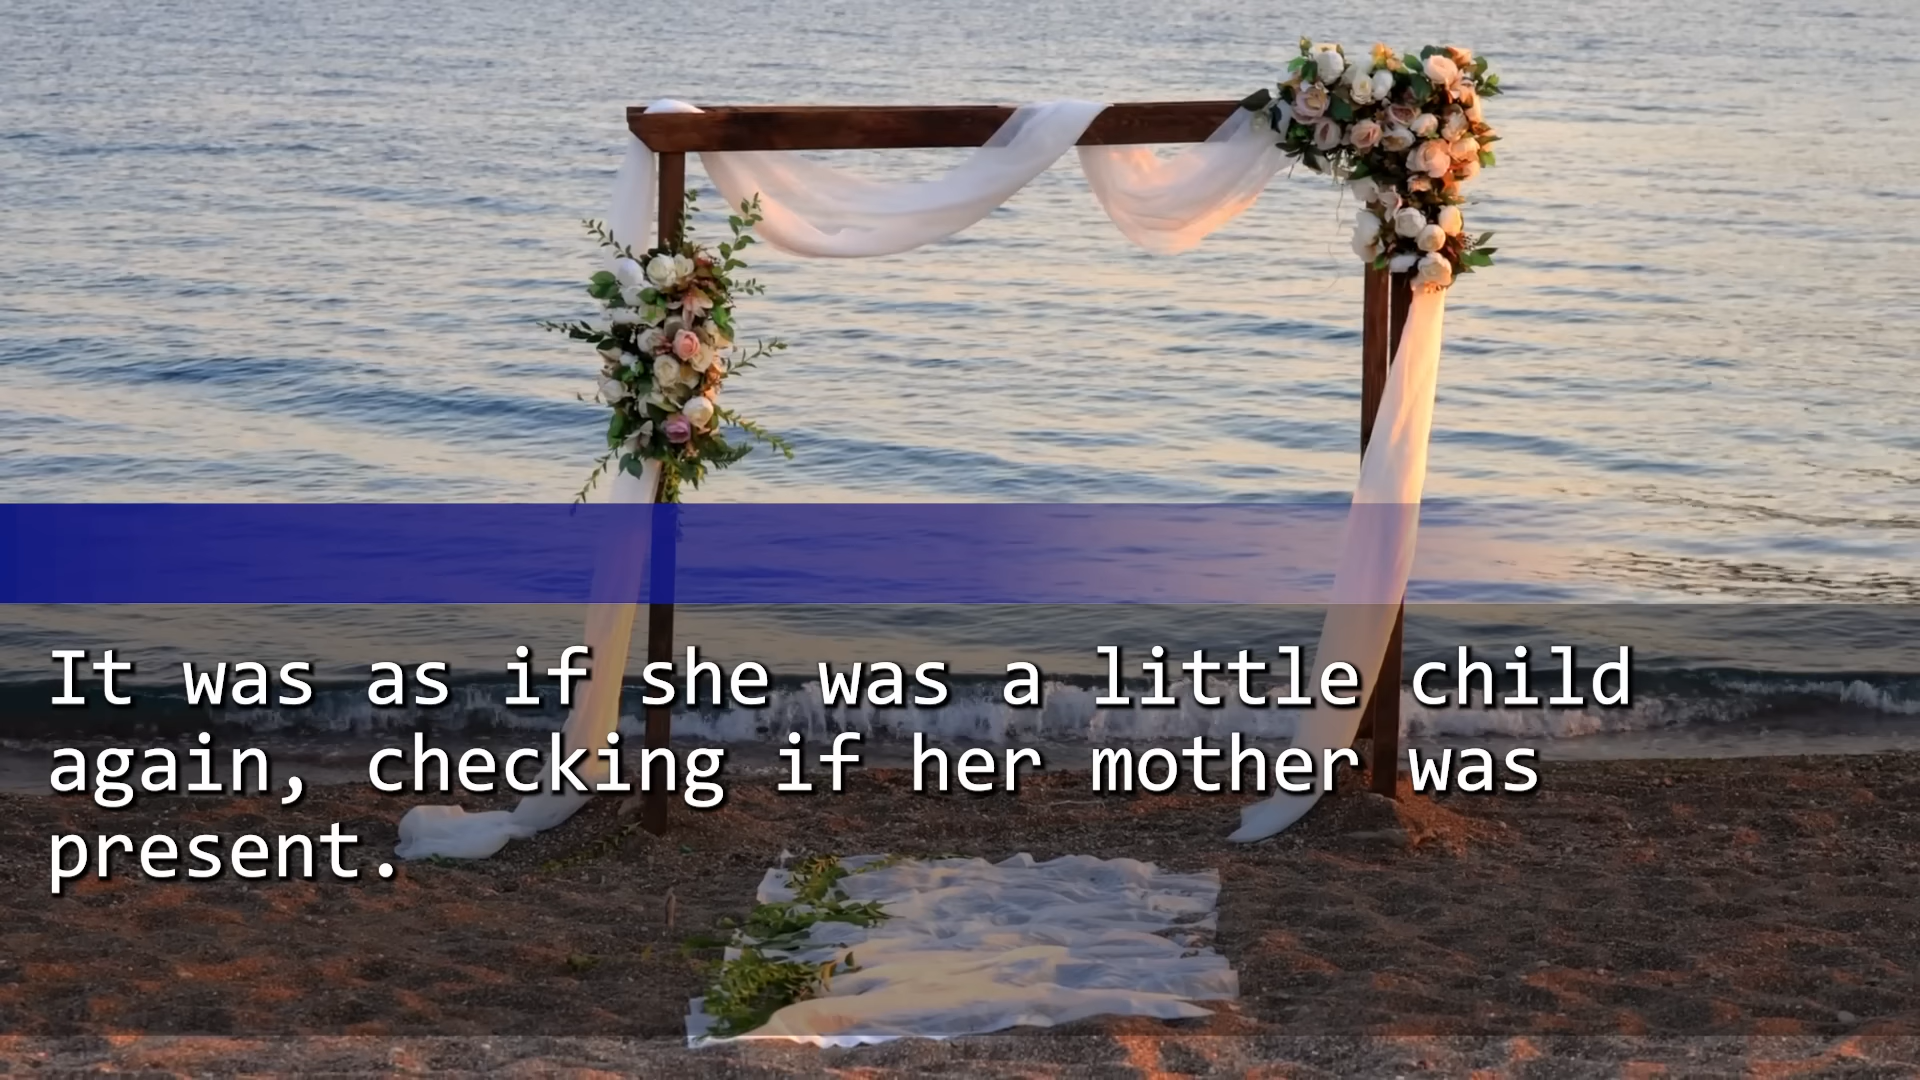 It was as if she was a little child
again, checking if her mother was
present.